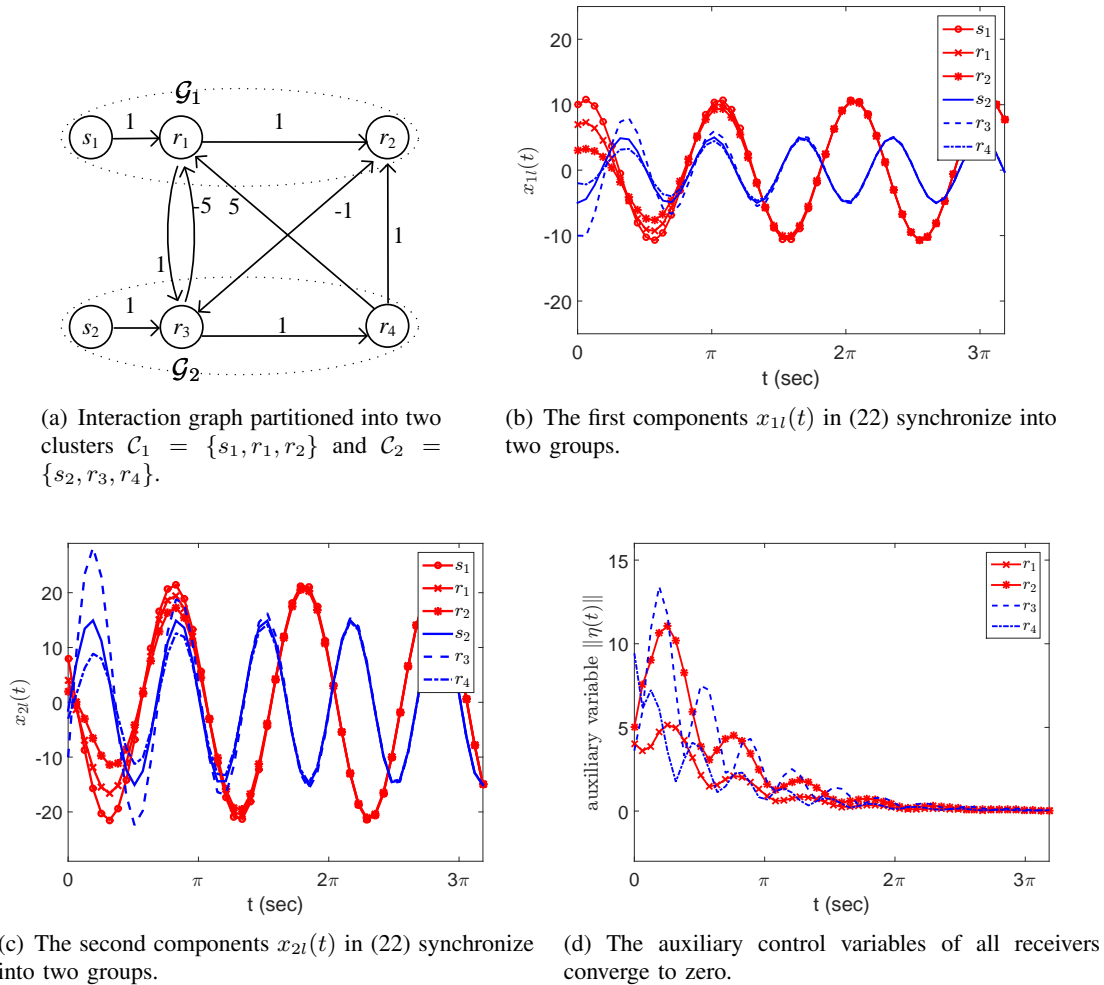 𝒢₁
s₁
1
r₁
1
r₂
-5
5
-1
1
1
s₂
1
r₃
1
r₄
𝒢₂
(a) Interaction graph partitioned into two
clusters 𝒞₁ = {s₁, r₁, r₂} and 𝒞₂ =
{s₂, r₃, r₄}.
20
10
0
-10
-20
x₁ₗ(t)
0
π
2π
3π
t (sec)
s₁
r₁
r₂
s₂
r₃
r₄
(b) The first components x₁ₗ(t) in (22) synchronize into
two groups.
20
10
0
-10
-20
x₂ₗ(t)
0
π
2π
3π
t (sec)
s₁
r₁
r₂
s₂
r₃
r₄
(c) The second components x₂ₗ(t) in (22) synchronize
into two groups.
15
10
5
0
auxiliary variable ||η(t)||
0
π
2π
3π
t (sec)
r₁
r₂
r₃
r₄
(d) The auxiliary control variables of all receivers
converge to zero.